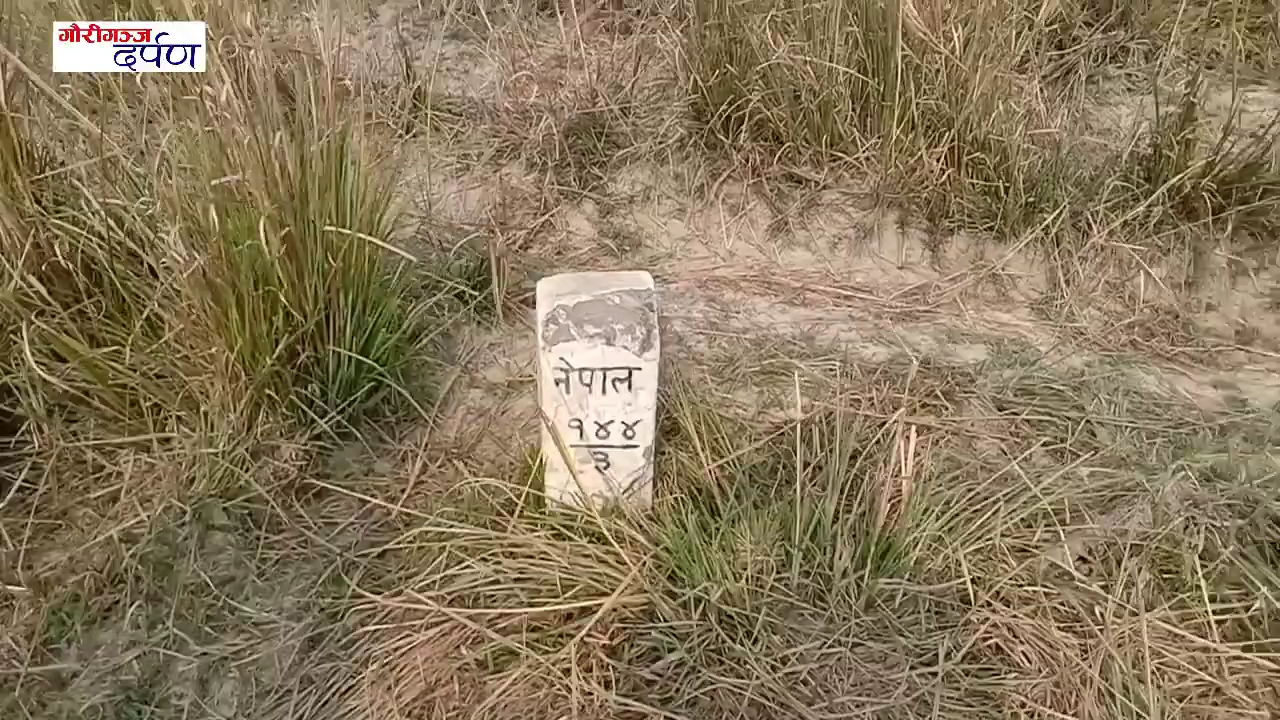 गौरीगञ्ज
दर्पण
नेपाल
१४४
३